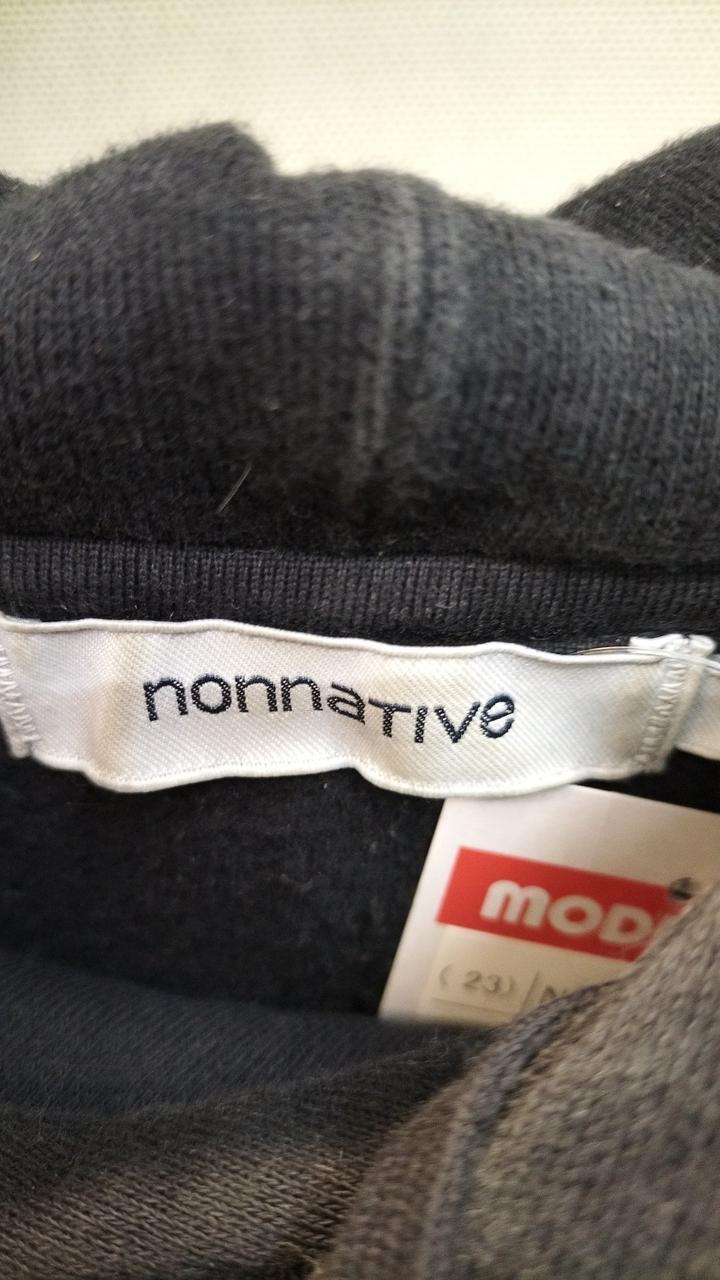 nonnative
MOD
(23) N